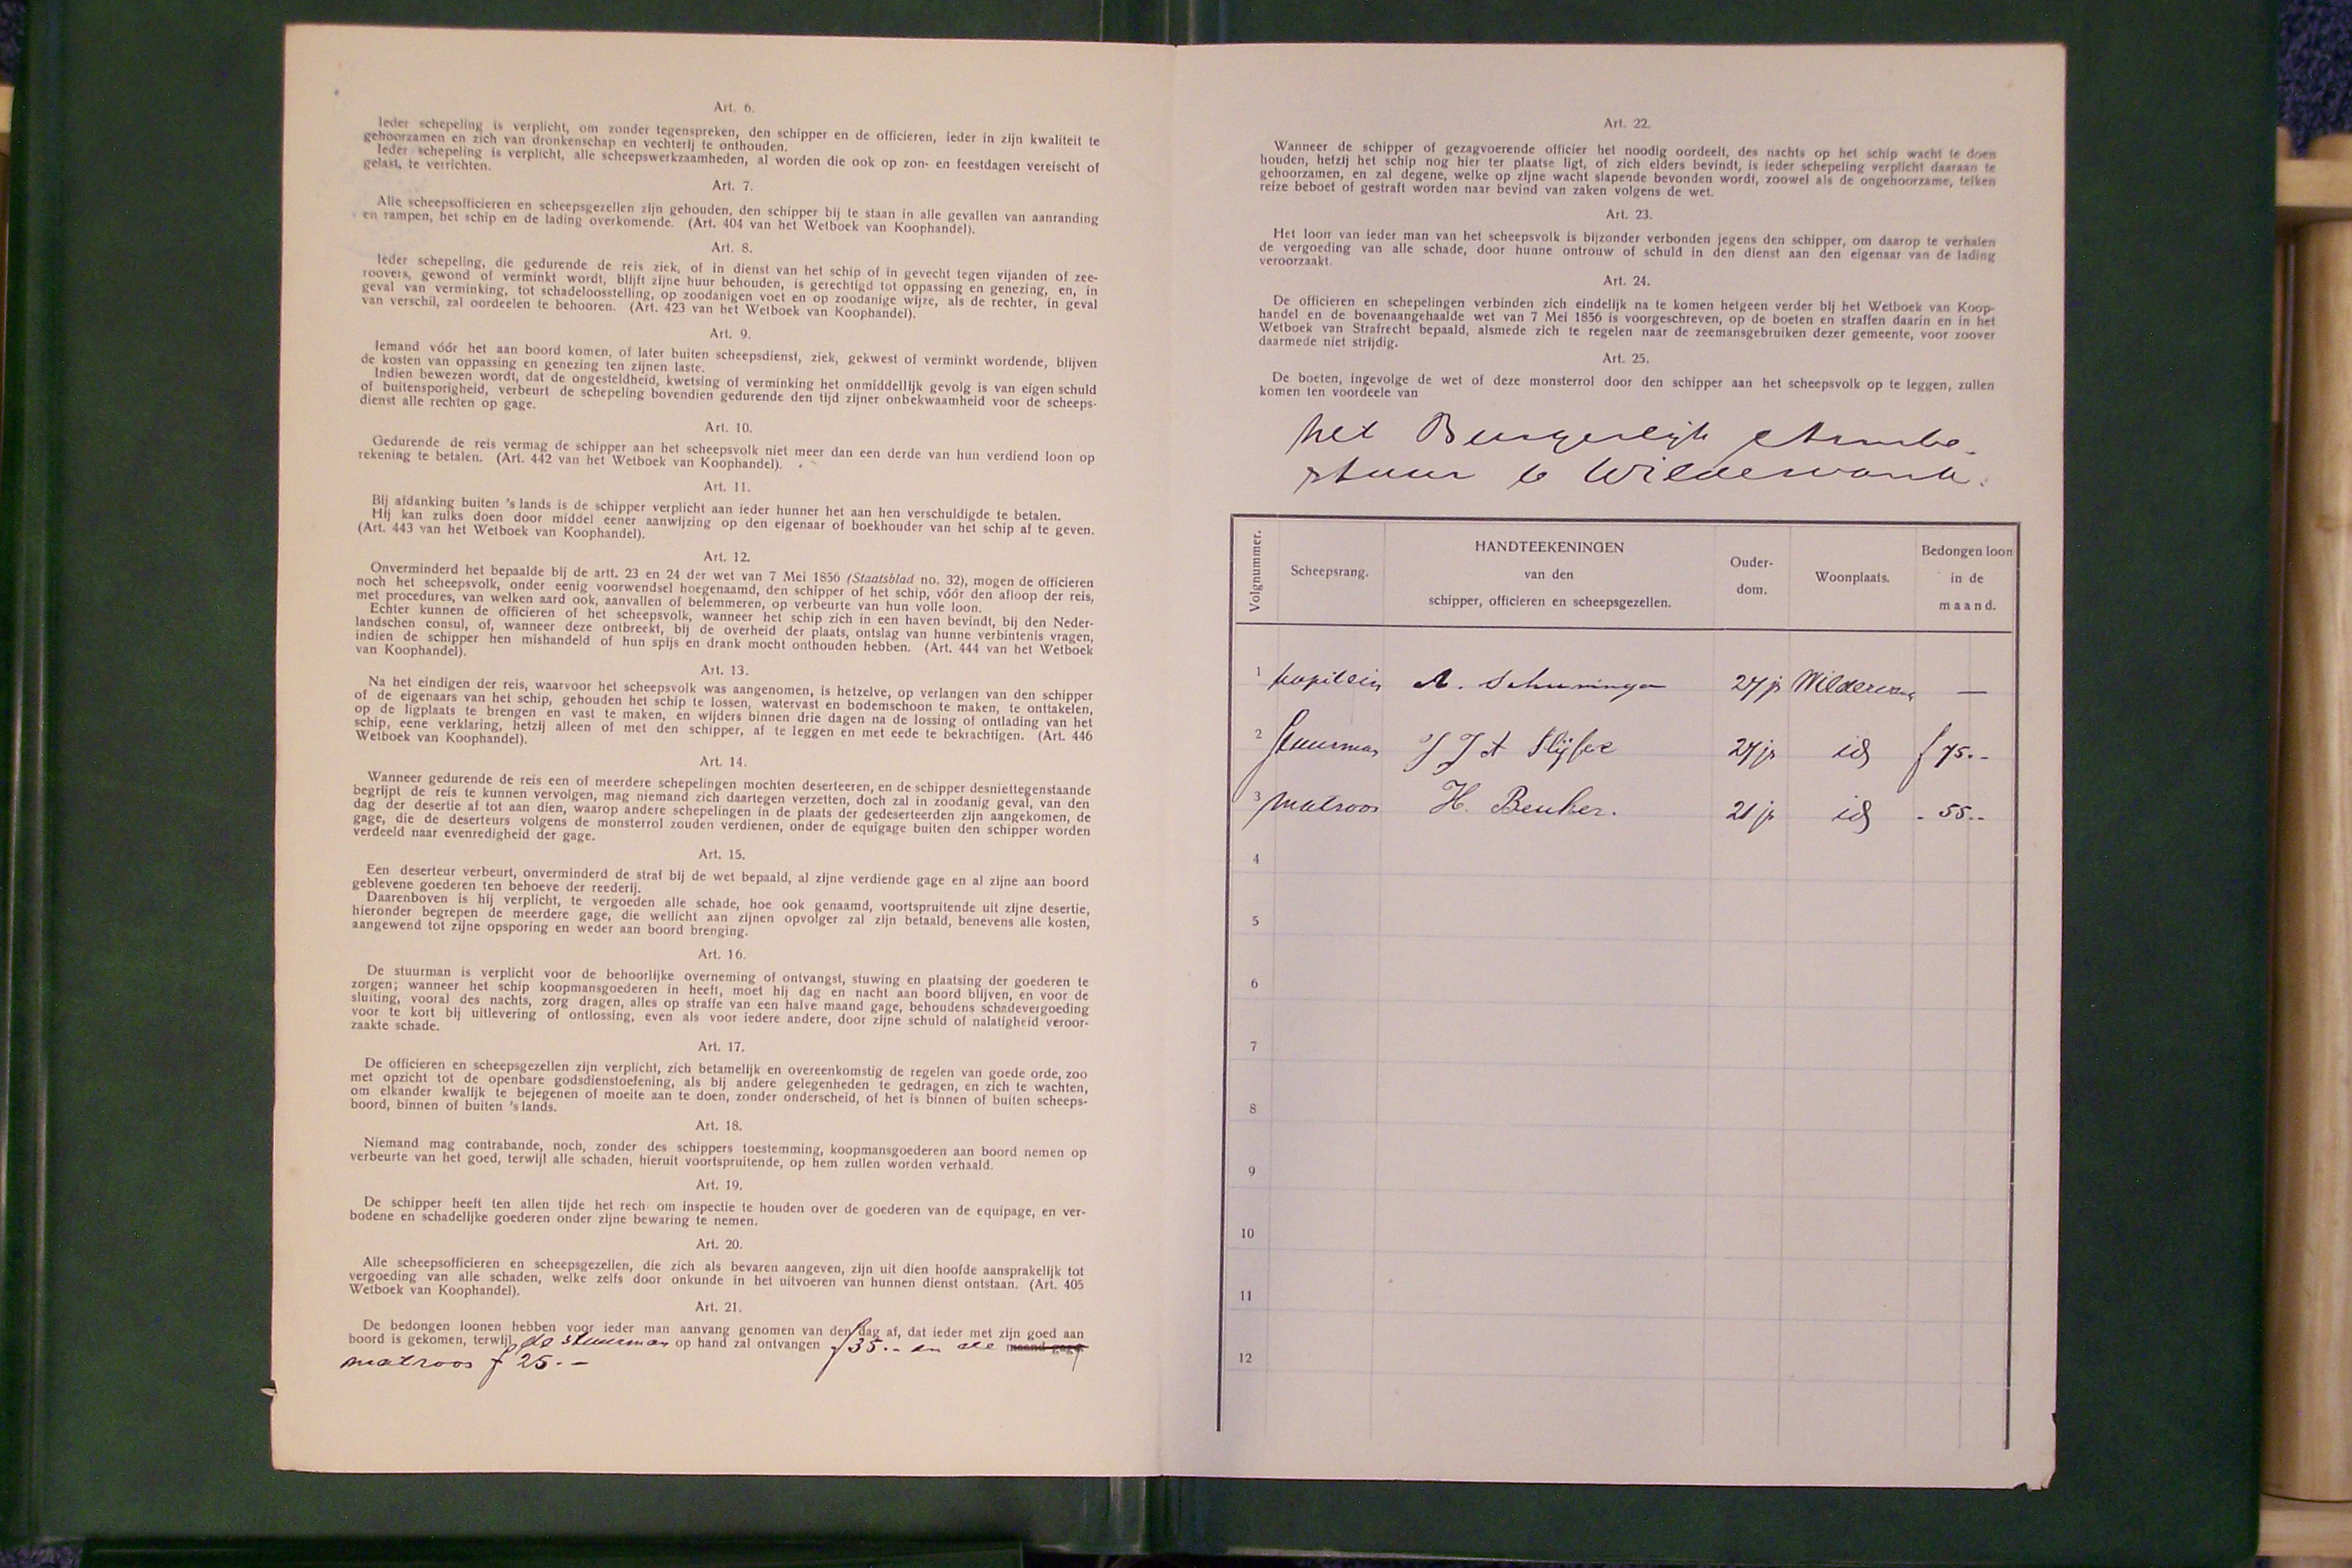 Art. 6.
Ieder schepeling is verplicht, om zonder tegenspreken, den schipper en de officieren, ieder in zijn kwaliteit te
gehoorzamen en zich van dronkenschap en vechterij te onthouden.
Ieder schepeling is verplicht, alle scheepswerkzaamheden, al worden die ook op zon- en feestdagen vereischt of
gelast, te verrichten.
Art. 7.
Alle scheepsofficieren en scheepsgezellen zijn gehouden, den schipper bij te staan in alle gevallen van aanranding
en rampen, het schip en de lading overkomende. (Art. 404 van het Wetboek van Koophandel).
Art. 8.
Ieder schepeling, die gedurende de reis ziek, of in dienst van het schip of in gevecht tegen vijanden of zee-
roovers, gewond of verminkt wordt, blijft zijne huur behouden, is gerechtigd tot oppassing en genezing, en, in
geval van verminking, tot schadeloosstelling, op zoodanigen voet en op zoodanige wijze, als de rechter, in geval
van verschil, zal oordeelen te behooren. (Art. 423 van het Wetboek van Koophandel).
Art. 9.
Iemand vóór het aan boord komen, of later buiten scheepsdienst, ziek, gekwest of verminkt wordende, blijven
de kosten van oppassing en genezing ten zijnen laste.
Indien bewezen wordt, dat de ongesteldheid, kwetsing of verminking het onmiddellijk gevolg is van eigen schuld
of buitensporigheid, verbeurt de schepeling bovendien gedurende den tijd zijner onbekwaamheid voor de scheeps-
dienst alle rechten op gage.
Art. 10.
Gedurende de reis vermag de schipper aan het scheepsvolk niet meer dan een derde van hun verdiend loon op
rekening te betalen. (Art. 442 van het Wetboek van Koophandel).
Art. 11.
Bij afdanking buiten 's lands is de schipper verplicht aan ieder hunner het aan hen verschuldigde te betalen.
Hij kan zulks doen door middel eener aanwijzing op den eigenaar of boekhouder van het schip af te geven.
(Art. 443 van het Wetboek van Koophandel).
Art. 12.
Onverminderd het bepaalde bij de artt. 23 en 24 der wet van 7 Mei 1856 (Staatsblad no. 32), mogen de officieren
noch het scheepsvolk, onder eenig voorwendsel hoegenaamd, den schipper of het schip, vóór den afloop der reis,
met procedures, van welken aard ook, aanvallen of belemmeren, op verbeurte van hun volle loon.
Echter kunnen de officieren of het scheepsvolk, wanneer het schip zich in een haven bevindt, bij den Neder-
landschen consul, of, wanneer deze ontbreekt, bij de overheid der plaats, ontslag van hunne verbintenis vragen,
indien de schipper hen mishandeld of hun spijs en drank mocht onthouden hebben. (Art. 444 van het Wetboek
van Koophandel).
Art. 13.
Na het eindigen der reis, waarvoor het scheepsvolk was aangenomen, is hetzelve, op verlangen van den schipper
of de eigenaars van het schip, gehouden het schip te lossen, watervast en bodemschoon te maken, te onttakelen,
op de ligplaats te brengen en vast te maken, en wijders binnen drie dagen na de lossing of ontlading van het
schip, eene verklaring, hetzij alleen of met den schipper, af te leggen en met eede te bekrachtigen. (Art. 446
Wetboek van Koophandel).
Art. 14.
Wanneer gedurende de reis een of meerdere schepelingen mochten deserteeren, en de schipper desniettegenstaande
begrijpt de reis te kunnen vervolgen, mag niemand zich daartegen verzetten, doch zal in zoodanig geval, van den
dag der desertie af tot aan dien, waarop andere schepelingen in de plaats der gedeserteerden zijn aangekomen, de
gage, die de deserteurs volgens de monsterrol zouden verdienen, onder de equigage buiten den schipper worden
verdeeld naar evenredigheid der gage.
Art. 15.
Een deserteur verbeurt, onverminderd de straf bij de wet bepaald, al zijne verdiende gage en al zijne aan boord
geblevene goederen ten behoeve der reederij.
Daarenboven is hij verplicht, te vergoeden alle schade, hoe ook genaamd, voortspruitende uit zijne desertie,
hieronder begrepen de meerdere gage, die wellicht aan zijnen opvolger zal zijn betaald, benevens alle kosten,
aangewend tot zijne opsporing en weder aan boord brenging.
Art. 16.
De stuurman is verplicht voor de behoorlijke overneming of ontvangst, stuwing en plaatsing der goederen te
zorgen; wanneer het schip koopmansgoederen in heeft, moet hij dag en nacht aan boord blijven, en voor de
sluiting, vooral des nachts, zorg dragen, alles op straffe van een halve maand gage, behoudens schadevergoeding
voor te kort bij uitlevering of ontlossing, even als voor iedere andere, door zijne schuld of nalatigheid veroor-
zaakte schade.
Art. 17.
De officieren en scheepsgezellen zijn verplicht, zich betamelijk en overeenkomstig de regelen van goede orde, zoo
met opzicht tot de openbare godsdienstoefening, als bij andere gelegenheden te gedragen, en zich te wachten,
om elkander kwalijk te bejegenen of moeite aan te doen, zonder onderscheid, of het is binnen of buiten scheeps-
boord, binnen of buiten 's lands.
Art. 18.
Niemand mag contrabande, noch, zonder des schippers toestemming, koopmansgoederen aan boord nemen op
verbeurte van het goed, terwijl alle schaden, hieruit voortspruitende, op hem zullen worden verhaald.
Art. 19.
De schipper heeft ten allen tijde het rech om inspectie te houden over de goederen van de equipage, en ver-
bodene en schadelijke goederen onder zijne bewaring te nemen.
Art. 20.
Alle scheepsofficieren en scheepsgezellen, die zich als bevaren aangeven, zijn uit dien hoofde aansprakelijk tot
vergoeding van alle schaden, welke zelfs door onkunde in het uitvoeren van hunnen dienst ontstaan. (Art. 405
Wetboek van Koophandel).
Art. 21.
De bedongen loonen hebben voor ieder man aanvang genomen van den dag af, dat ieder met zijn goed aan
boord is gekomen, terwijl de stuurman op hand zal ontvangen f 35.- en de maand gage
matroos f 25.-
Art. 22.
Wanneer de schipper of gezagvoerende officier het noodig oordeelt, des nachts op het schip wacht te doen
houden, hetzij het schip nog hier ter plaatse ligt, of zich elders bevindt, is ieder schepeling verplicht daaraan te
gehoorzamen, en zal degene, welke op zijne wacht slapende bevonden wordt, zoowel als de ongehoorzame, telken
reize beboet of gestraft worden naar bevind van zaken volgens de wet.
Art. 23.
Het loon van ieder man van het scheepsvolk is bijzonder verbonden jegens den schipper, om daarop te verhalen
de vergoeding van alle schade, door hunne ontrouw of schuld in den dienst aan den eigenaar van de lading
veroorzaakt.
Art. 24.
De officieren en schepelingen verbinden zich eindelijk na te komen hetgeen verder bij het Wetboek van Koop-
handel en de bovenaangehaalde wet van 7 Mei 1856 is voorgeschreven, op de boeten en straffen daarin en in het
Wetboek van Strafrecht bepaald, alsmede zich te regelen naar de zeemansgebruiken dezer gemeente, voor zoover
daarmede niet strijdig.
Art. 25.
De boeten, ingevolge de wet of deze monsterrol door den schipper aan het scheepsvolk op te leggen, zullen
komen ten voordeele van
het Burgerlijk Armbe-
stuur te Wildervank.
Volgnummer. Scheepsrang. HANDTEEKENINGEN van den schipper, officieren en scheepsgezellen. Ouder-dom. Woonplaats. Bedongen loon in de maand.
1 kapitein A. Schuringa 27 jr Wildervank —
2 stuurman 27 jr id f 75.-
3 matroos H. Beuker. 21 jr id - 55.-
4
5
6
7
8
9
10
11
12